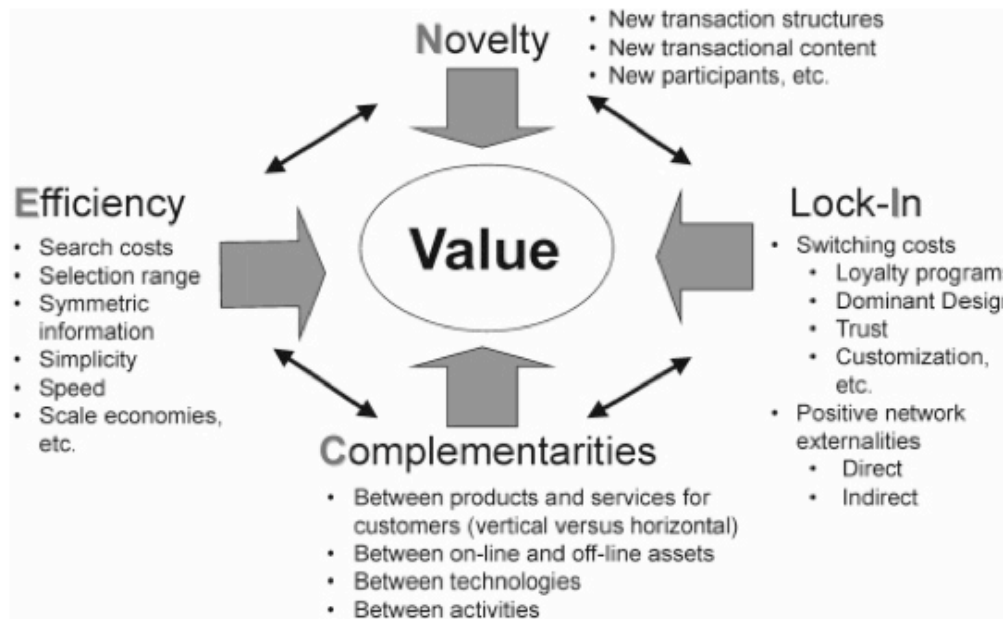 Novelty
• New transaction structures
• New transactional content
• New participants, etc.
Efficiency
• Search costs
• Selection range
• Symmetric
information
• Simplicity
• Speed
• Scale economies,
etc.
Value
Lock-In
• Switching costs
• Loyalty program
• Dominant Desig
• Trust
• Customization,
etc.
• Positive network
externalities
• Direct
• Indirect
Complementarities
• Between products and services for
customers (vertical versus horizontal)
• Between on-line and off-line assets
• Between technologies
• Between activities